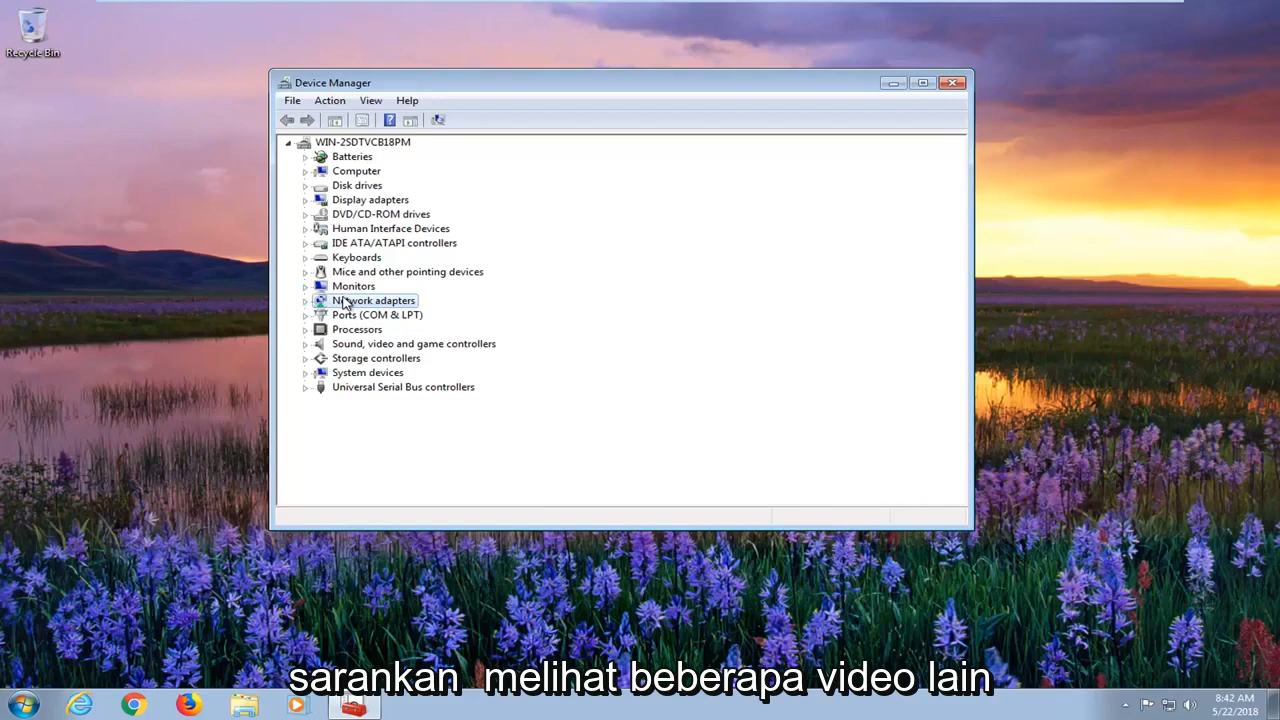 Recycle Bin
Device Manager
File Action View Help
WIN-2SDTVCB18PM
Batteries
Computer
Disk drives
Display adapters
DVD/CD-ROM drives
Human Interface Devices
IDE ATA/ATAPI controllers
Keyboards
Mice and other pointing devices
Monitors
Network adapters
Ports (COM & LPT)
Processors
Sound, video and game controllers
Storage controllers
System devices
Universal Serial Bus controllers
sarankan melihat beberapa video lain
8:42 AM
5/22/2018